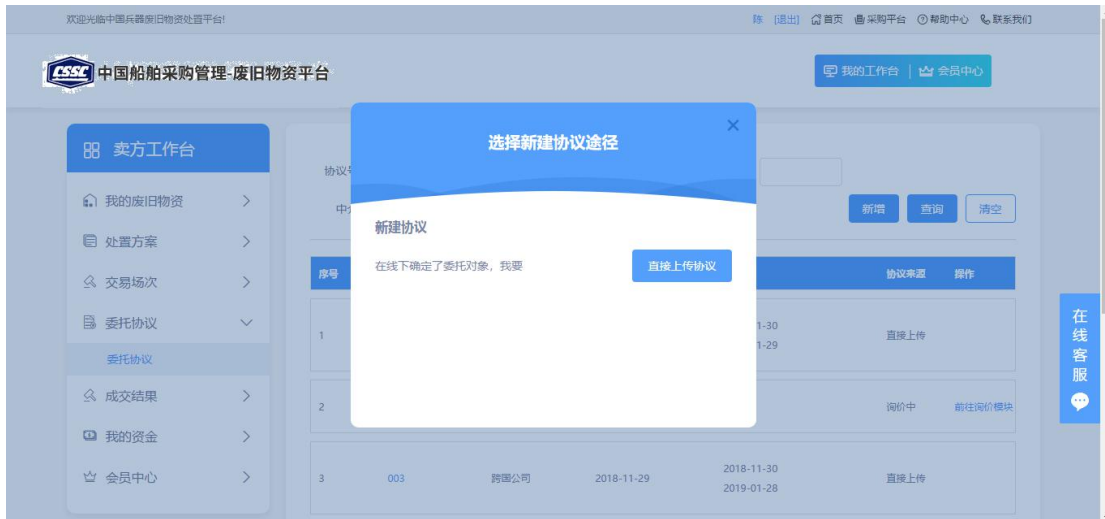 欢迎光临中国兵器废旧物资处置平台!
陈 [退出] 首页 采购平台 帮助中心 联系我们
CSSC 中国船舶采购管理-废旧物资平台
我的工作台 | 会员中心
卖方工作台
我的废旧物资
处置方案
交易场次
委托协议
委托协议
成交结果
我的资金
会员中心
选择新建协议途径
新建协议
在线下确定了委托对象，我要
直接上传协议
协议号
新增 查询 清空
序号 协议来源 操作
1 1-30 直接上传
1-29
2 询价中 前往询价模块
3 003 跨国公司 2018-11-29 2018-11-30 直接上传
2019-01-28
在线客服